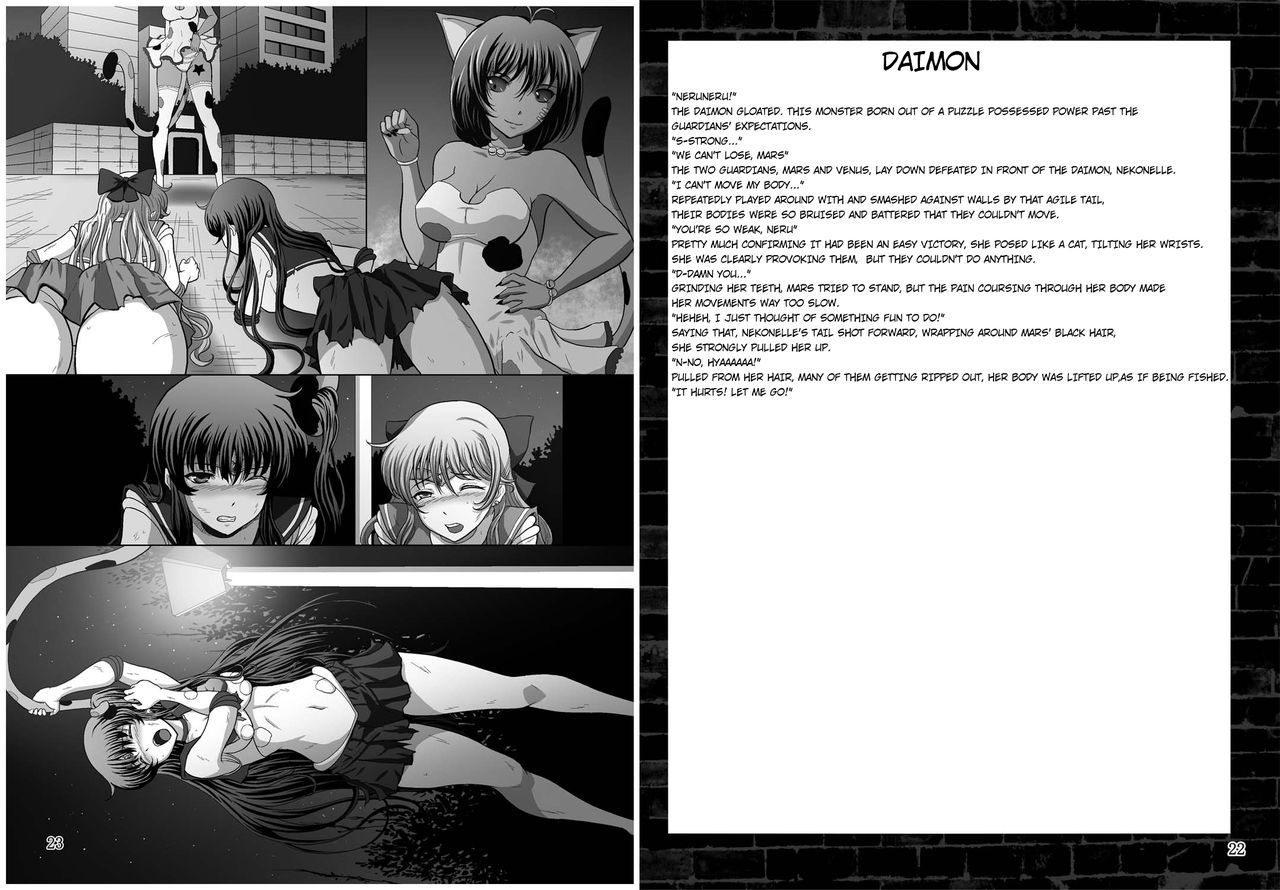 DAIMON
"NERUNERU!"
THE DAIMON GLOATED. THIS MONSTER BORN OUT OF A PUZZLE POSSESSED POWER PAST THE
GUARDIANS' EXPECTATIONS.
"S-STRONG..."
"WE CAN'T LOSE, MARS"
THE TWO GUARDIANS, MARS AND VENUS, LAY DOWN DEFEATED IN FRONT OF THE DAIMON, NEKONELLE.
"I CAN'T MOVE MY BODY..."
REPEATEDLY PLAYED AROUND WITH AND SMASHED AGAINST WALLS BY THAT AGILE TAIL,
THEIR BODIES WERE SO BRUISED AND BATTERED THAT THEY COULDN'T MOVE.
"YOU'RE SO WEAK, NERU"
PRETTY MUCH CONFIRMING IT HAD BEEN AN EASY VICTORY, SHE POSED LIKE A CAT, TILTING HER WRISTS.
SHE WAS CLEARLY PROVOKING THEM, BUT THEY COULDN'T DO ANYTHING.
"D-DAMN YOU..."
GRINDING HER TEETH, MARS TRIED TO STAND, BUT THE PAIN COURSING THROUGH HER BODY MADE
HER MOVEMENTS WAY TOO SLOW.
"HEHEH, I JUST THOUGHT OF SOMETHING FUN TO DO!"
SAYING THAT, NEKONELLE'S TAIL SHOT FORWARD, WRAPPING AROUND MARS' BLACK HAIR,
SHE STRONGLY PULLED HER UP.
"N-NO, HYAAAAAA!"
PULLED FROM HER HAIR, MANY OF THEM GETTING RIPPED OUT, HER BODY WAS LIFTED UP,AS IF BEING FISHED.
"IT HURTS! LET ME GO!"
22
23